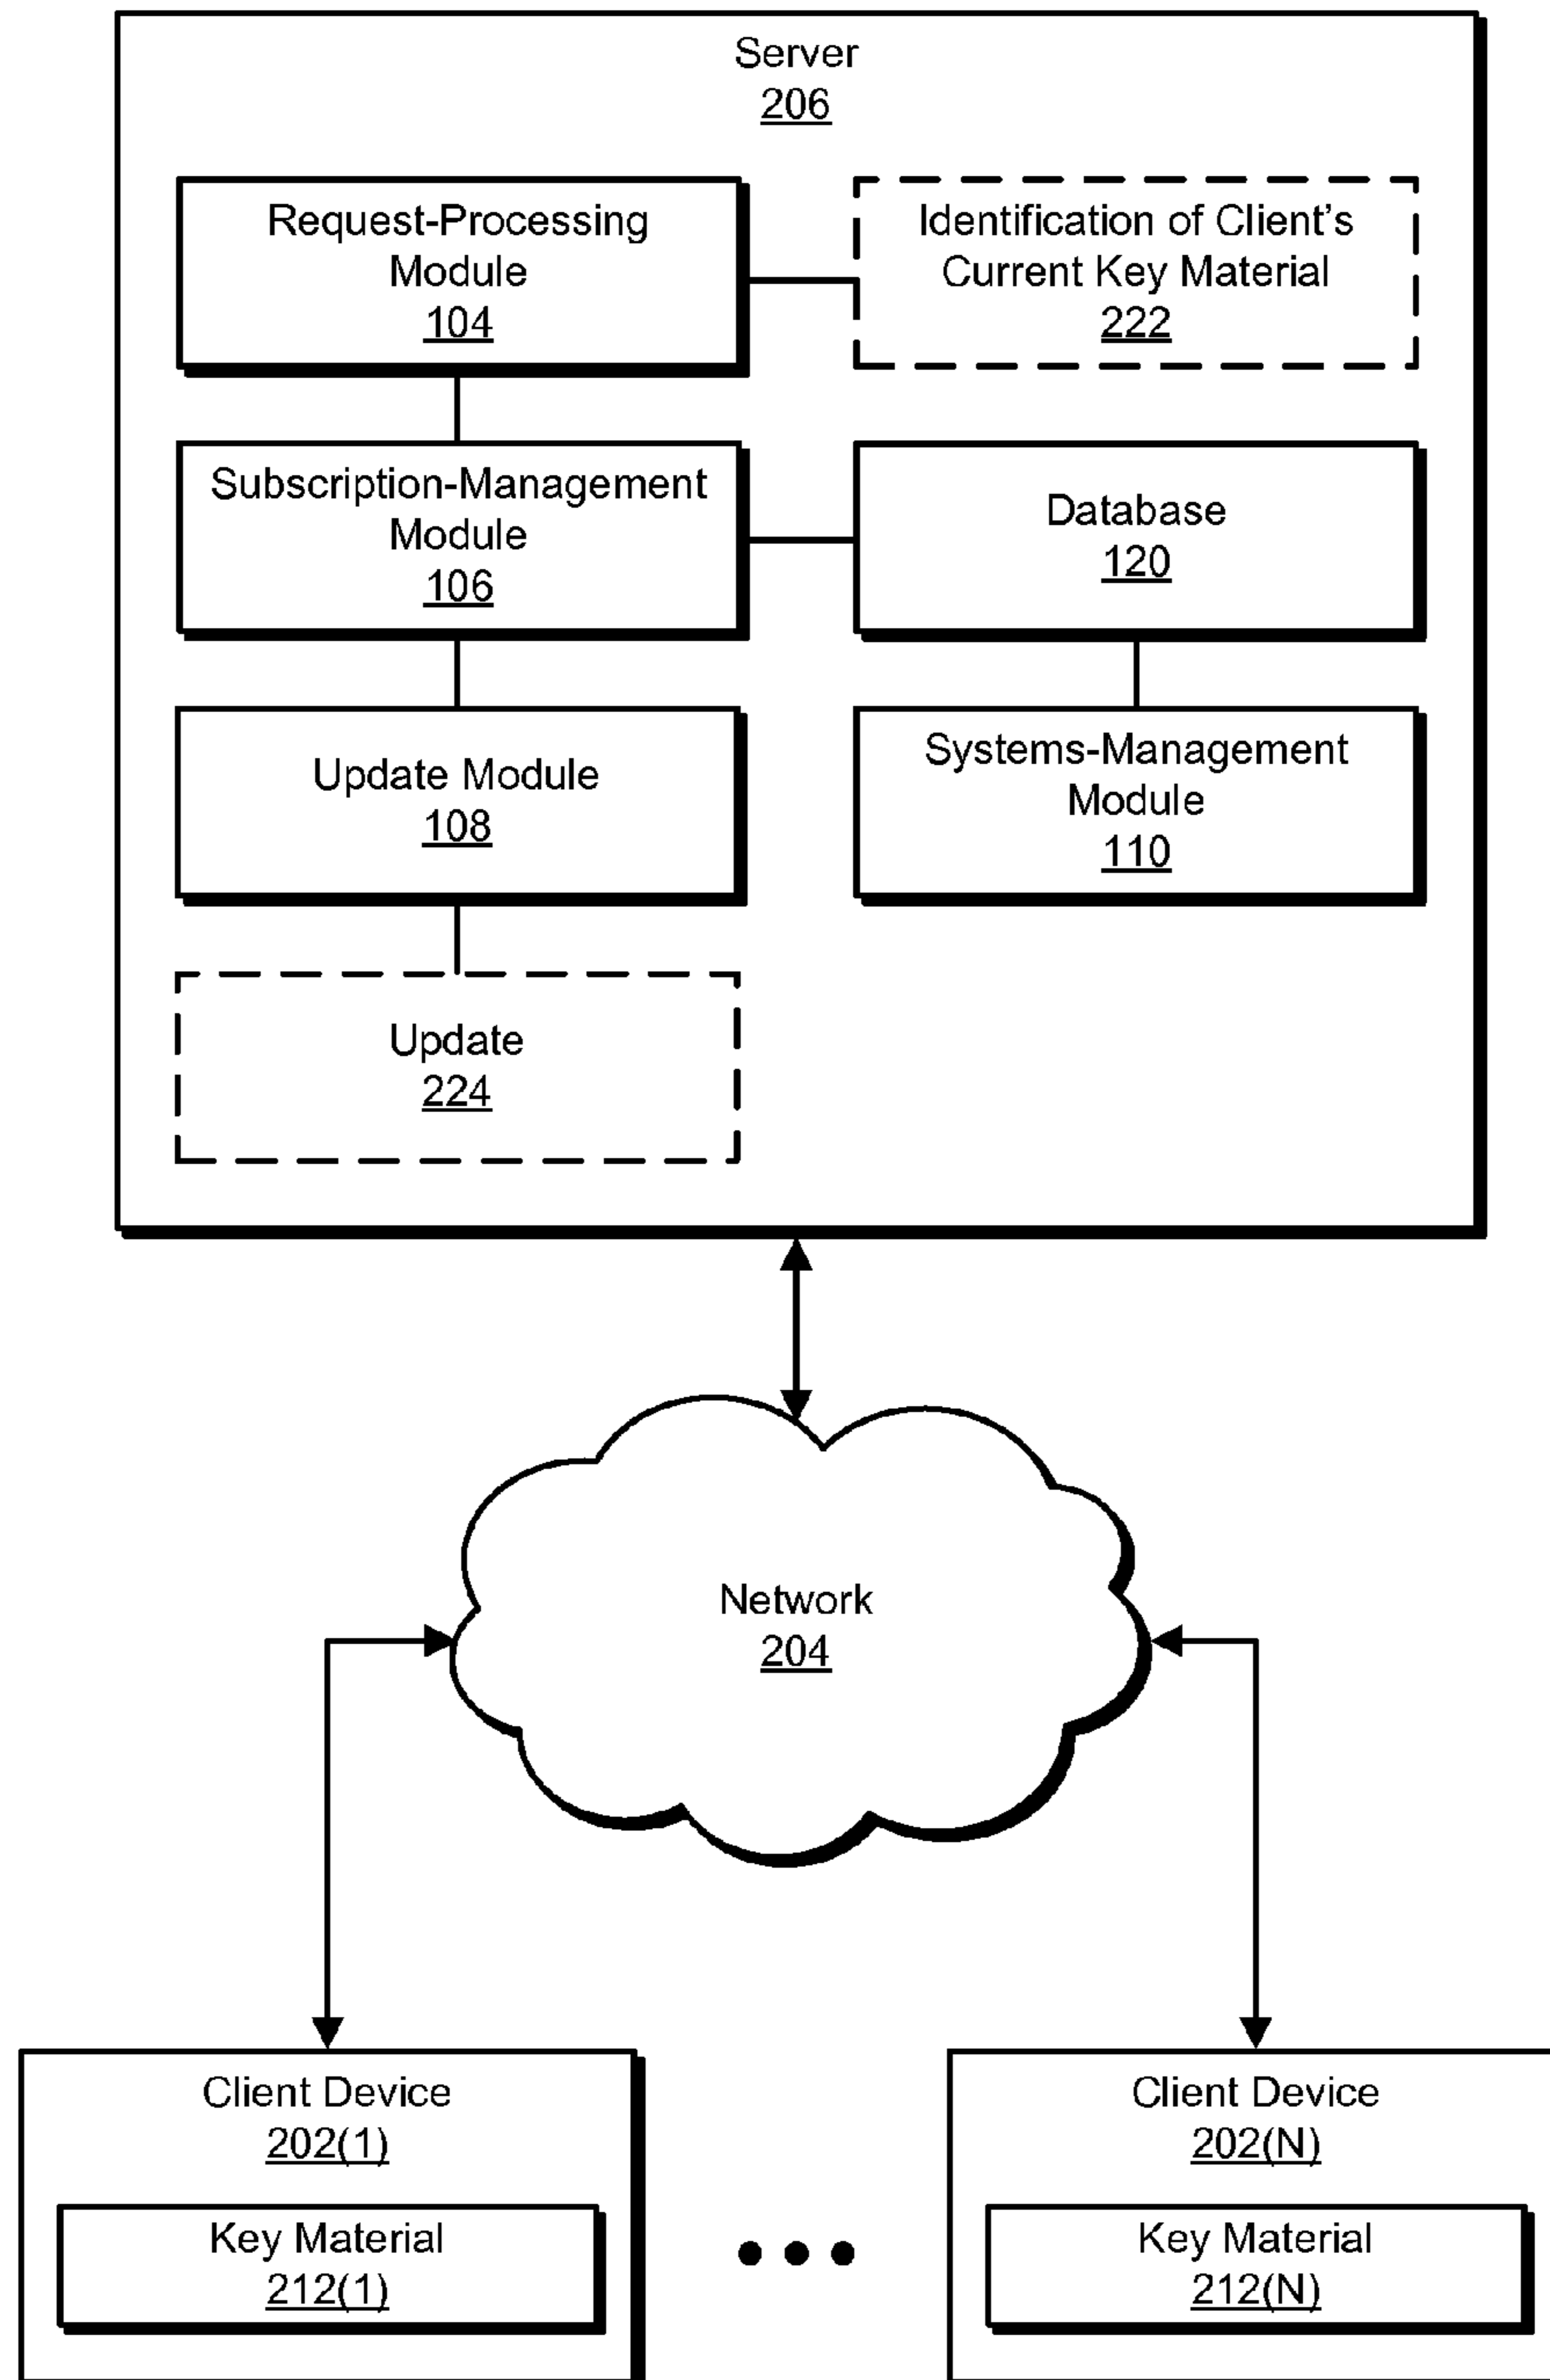 Server
206
Request-Processing
Module
104
Identification of Client's
Current Key Material
222
Subscription-Management
Module
106
Database
120
Update Module
108
Systems-Management
Module
110
Update
224
Network
204
Client Device
202(1)
Key Material
212(1)
Client Device
202(N)
Key Material
212(N)